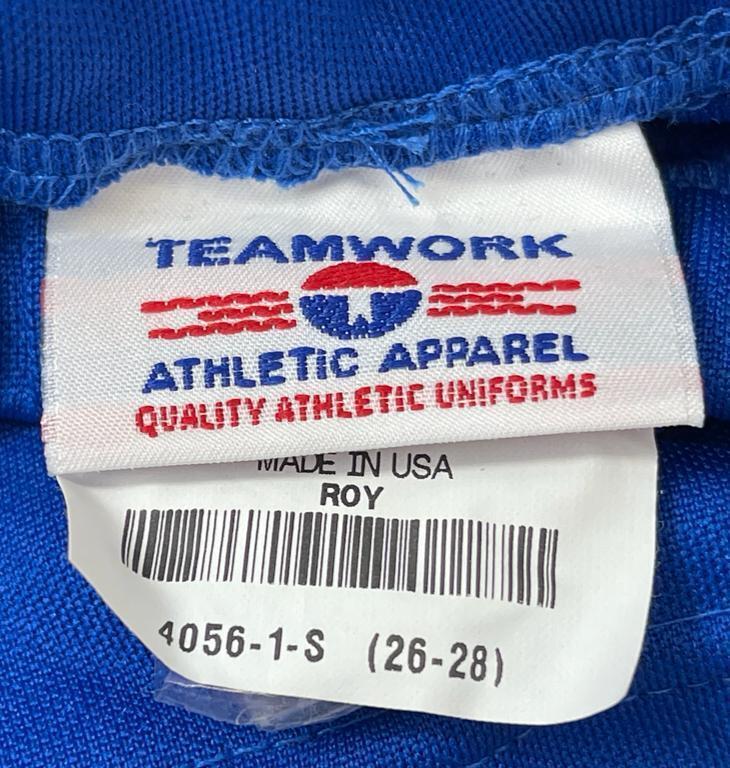 TEAMWORK
ATHLETIC APPAREL
QUALITY ATHLETIC UNIFORMS
MADE IN USA
ROY
4056-1-S (26-28)